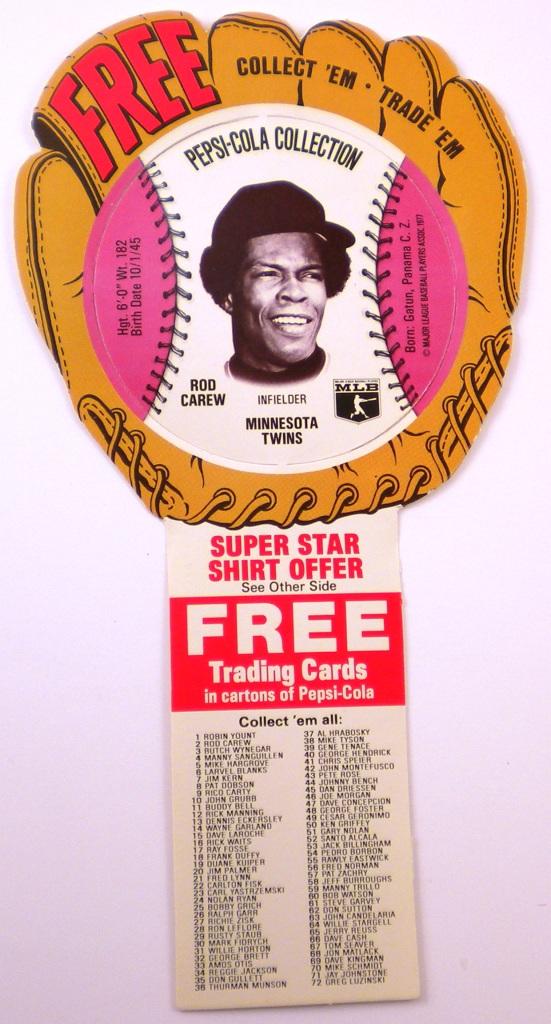 FREE
COLLECT 'EM · TRADE 'EM
PEPSI-COLA COLLECTION
Hgt. 6'-0" Wt. 182
Birth Date 10/1/45
Born: Gatun, Panama C. Z.
© MAJOR LEAGUE BASEBALL PLAYERS ASSOC. 1977
ROD
CAREW
INFIELDER
MLB
MINNESOTA
TWINS
SUPER STAR
SHIRT OFFER
See Other Side
FREE
Trading Cards
in cartons of Pepsi-Cola
Collect 'em all:
1 ROBIN YOUNT
2 ROD CAREW
3 BUTCH WYNEGAR
4 MANNY SANGUILLEN
5 MIKE HARGROVE
6 LARVEL BLANKS
7 JIM KERN
8 PAT DOBSON
9 RICO CARTY
10 JOHN GRUBB
11 BUDDY BELL
12 RICK MANNING
13 DENNIS ECKERSLEY
14 WAYNE GARLAND
15 DAVE LAROCHE
16 RICK WAITS
17 RAY FOSSE
18 FRANK DUFFY
19 DUANE KUIPER
20 JIM PALMER
21 FRED LYNN
22 CARLTON FISK
23 CARL YASTRZEMSKI
24 NOLAN RYAN
25 BOBBY GRICH
26 RALPH GARR
27 RICHIE ZISK
28 RON LEFLORE
29 RUSTY STAUB
30 MARK FIDRYCH
31 WILLIE HORTON
32 GEORGE BRETT
33 AMOS OTIS
34 REGGIE JACKSON
35 DON GULLETT
36 THURMAN MUNSON
37 AL HRABOSKY
38 MIKE TYSON
39 GENE TENACE
40 GEORGE HENDRICK
41 CHRIS SPEIER
42 JOHN MONTEFUSCO
43 PETE ROSE
44 JOHNNY BENCH
45 DAN DRIESSEN
46 JOE MORGAN
47 DAVE CONCEPCION
48 GEORGE FOSTER
49 CESAR GERONIMO
50 KEN GRIFFEY
51 GARY NOLAN
52 SANTO ALCALA
53 JACK BILLINGHAM
54 PEDRO BORBON
55 RAWLY EASTWICK
56 FRED NORMAN
57 PAT ZACHRY
58 JEFF BURROUGHS
59 MANNY TRILLO
60 BOB WATSON
61 STEVE GARVEY
62 DON SUTTON
63 JOHN CANDELARIA
64 WILLIE STARGELL
65 JERRY REUSS
66 DAVE CASH
67 TOM SEAVER
68 JON MATLACK
69 DAVE KINGMAN
70 MIKE SCHMIDT
71 JAY JOHNSTONE
72 GREG LUZINSKI